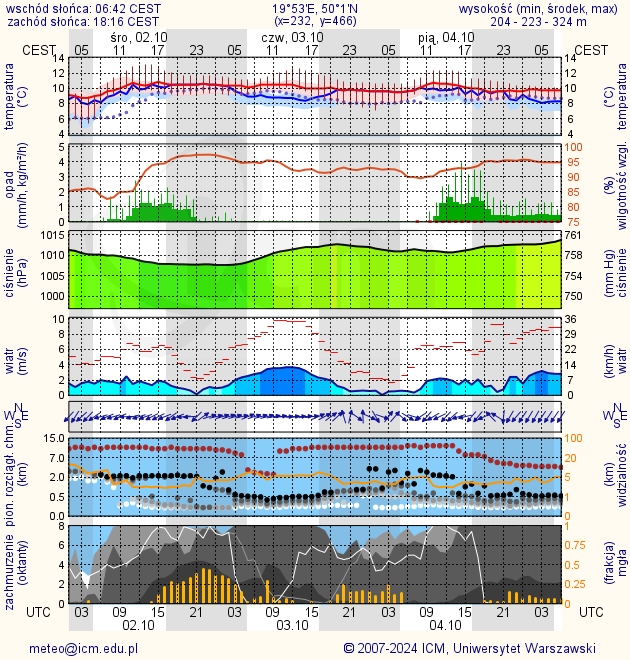 wschód słońca: 06:42 CEST 19°53'E, 50°1'N wysokość (min, środek, max)
zachód słońca: 18:16 CEST (x=232, y=466) 204 - 223 - 324 m
śro, 02.10 czw, 03.10 pią, 04.10
CEST 05 11 17 23 05 11 17 23 05 11 17 23 05 CEST
temperatura (°C)
14 12 10 8 6 4
14 12 10 8 6 4
(°C) temperatura
opad (mm/h, kg/m²/h)
5 4 3 2 1 0
100 95 90 85 80 75
(%) wilgotność wzgl.
ciśnienie (hPa)
1015 1010 1005 1000
761 758 754 750
(mm Hg) ciśnienie
wiatr (m/s)
10 8 6 4 2 0
36 29 22 14 7 0
(km/h) wiatr
N W E S
N W E S
pion. rozciągł. chm. (km)
15.0 7.0 2.0 0.5 0.0
100 20 5 1 0
(km) widzialność
zachmurzenie (oktanty)
8 6 4 2 0
1 0.75 0.5 0.25 0
(frakcja) mgła
UTC 03 09 15 21 03 09 15 21 03 09 15 21 03 UTC
02.10 03.10 04.10
meteo@icm.edu.pl © 2007-2024 ICM, Uniwersytet Warszawski